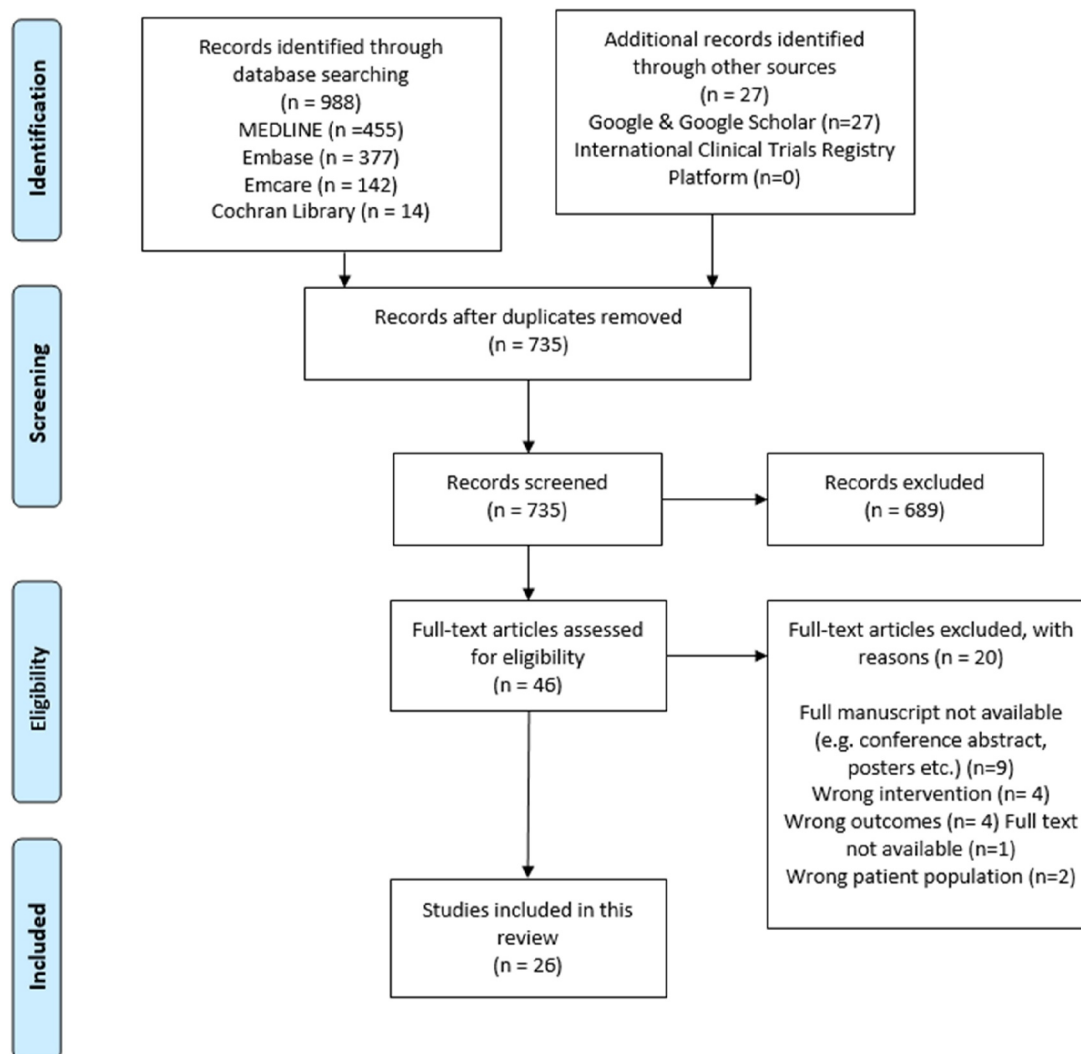 Identification
Records identified through
database searching
(n = 988)
MEDLINE (n =455)
Embase (n = 377)
Emcare (n = 142)
Cochran Library (n = 14)
Additional records identified
through other sources
(n = 27)
Google & Google Scholar (n=27)
International Clinical Trials Registry
Platform (n=0)
Screening
Records after duplicates removed
(n = 735)
Records screened
(n = 735)
Records excluded
(n = 689)
Eligibility
Full-text articles assessed
for eligibility
(n = 46)
Full-text articles excluded, with
reasons (n = 20)
Full manuscript not available
(e.g. conference abstract,
posters etc.) (n=9)
Wrong intervention (n= 4)
Wrong outcomes (n= 4) Full text
not available (n=1)
Wrong patient population (n=2)
Included
Studies included in this
review
(n = 26)